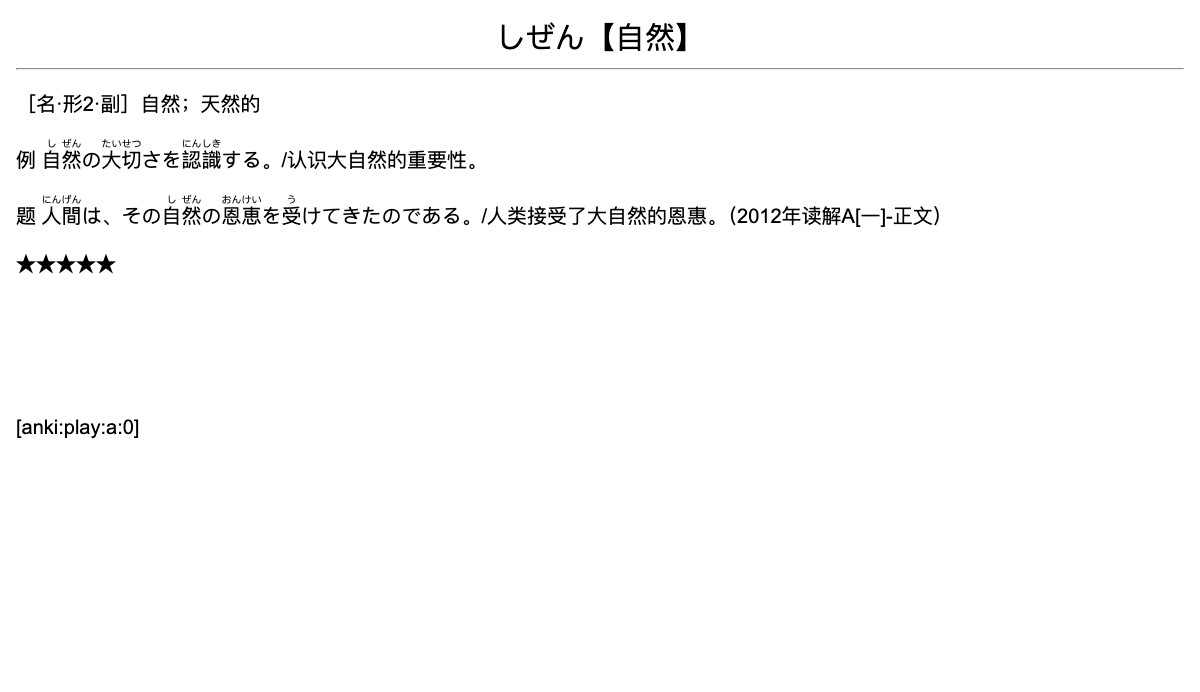 しぜん【自然】
［名·形2·副］自然；天然的
しぜん たいせつ にんしき
例 自然の大切さを認識する。/认识大自然的重要性。
にんげん しぜん おんけい う
题 人間は、その自然の恩恵を受けてきたのである。/人类接受了大自然的恩惠。（2012年读解A[一]-正文）
★★★★★
[anki:play:a:0]